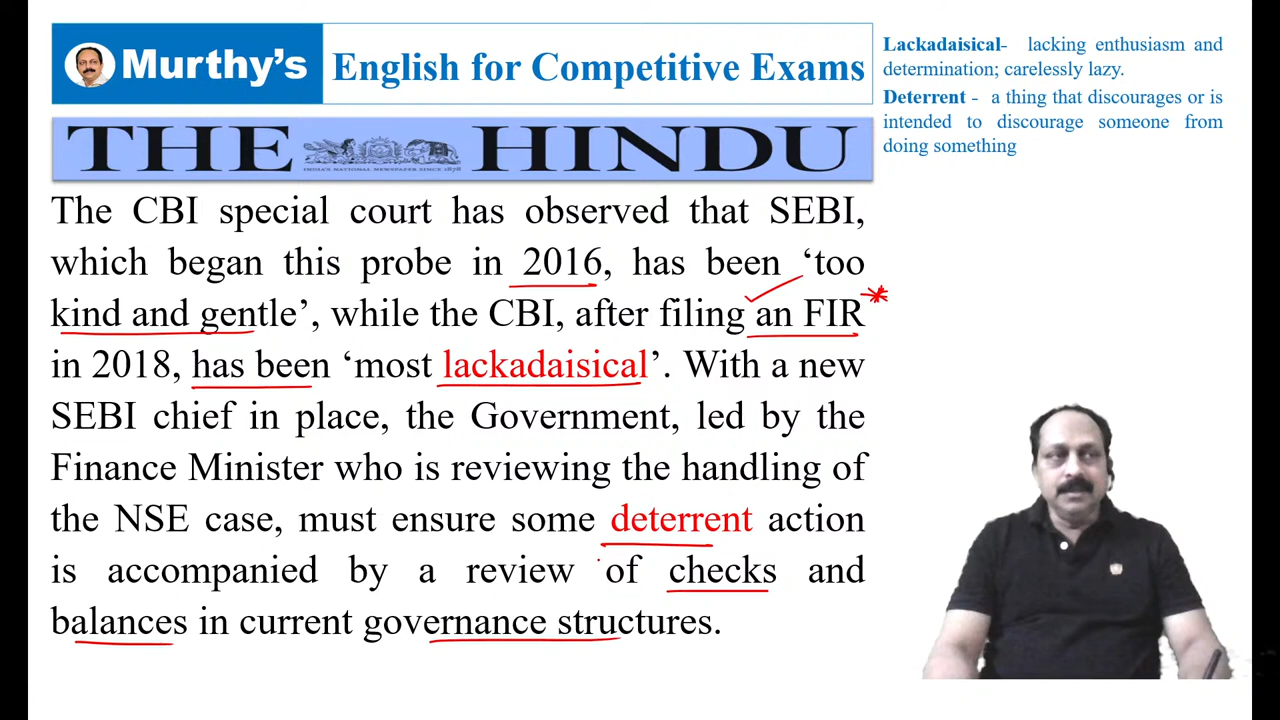 Murthy's
English for Competitive Exams
THE HINDU
INDIA'S NATIONAL NEWSPAPER SINCE 1878
The CBI special court has observed that SEBI,
which began this probe in 2016, has been ‘too
kind and gentle’, while the CBI, after filing an FIR*
in 2018, has been ‘most lackadaisical’. With a new
SEBI chief in place, the Government, led by the
Finance Minister who is reviewing the handling of
the NSE case, must ensure some deterrent action
is accompanied by a review of checks and
balances in current governance structures.
Lackadaisical- lacking enthusiasm and
determination; carelessly lazy.
Deterrent - a thing that discourages or is
intended to discourage someone from
doing something